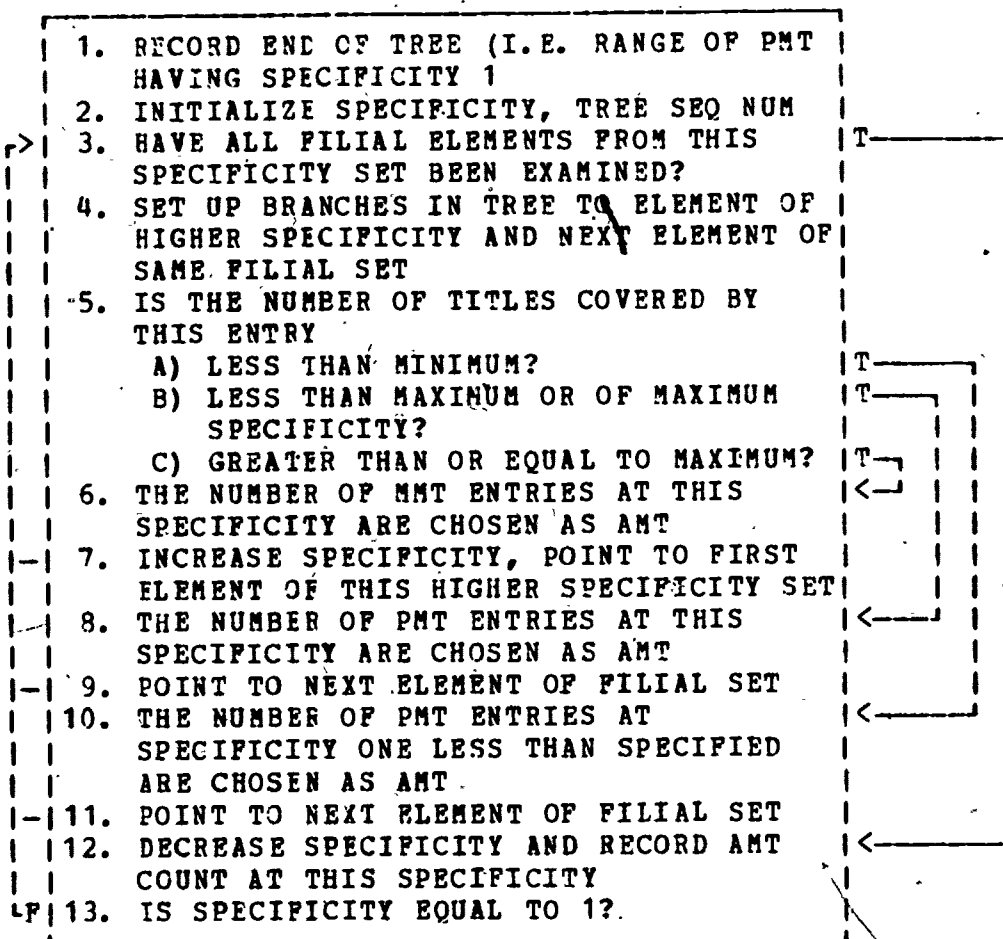 1. RECORD END OF TREE (I.E. RANGE OF PMT
HAVING SPECIFICITY 1
2. INITIALIZE SPECIFICITY, TREE SEQ NUM
3. HAVE ALL FILIAL ELEMENTS FROM THIS T
SPECIFICITY SET BEEN EXAMINED?
4. SET UP BRANCHES IN TREE TO ELEMENT OF
HIGHER SPECIFICITY AND NEXT ELEMENT OF
SAME FILIAL SET
5. IS THE NUMBER OF TITLES COVERED BY
THIS ENTRY
A) LESS THAN MINIMUM? T
B) LESS THAN MAXIMUM OR OF MAXIMUM T
SPECIFICITY?
C) GREATER THAN OR EQUAL TO MAXIMUM? T
6. THE NUMBER OF MMT ENTRIES AT THIS
SPECIFICITY ARE CHOSEN AS AMT
7. INCREASE SPECIFICITY, POINT TO FIRST
ELEMENT OF THIS HIGHER SPECIFICITY SET
8. THE NUMBER OF PMT ENTRIES AT THIS
SPECIFICITY ARE CHOSEN AS AMT
9. POINT TO NEXT ELEMENT OF FILIAL SET
10. THE NUMBER OF PMT ENTRIES AT
SPECIFICITY ONE LESS THAN SPECIFIED
ARE CHOSEN AS AMT
11. POINT TO NEXT ELEMENT OF FILIAL SET
12. DECREASE SPECIFICITY AND RECORD AMT
COUNT AT THIS SPECIFICITY
F 13. IS SPECIFICITY EQUAL TO 1?